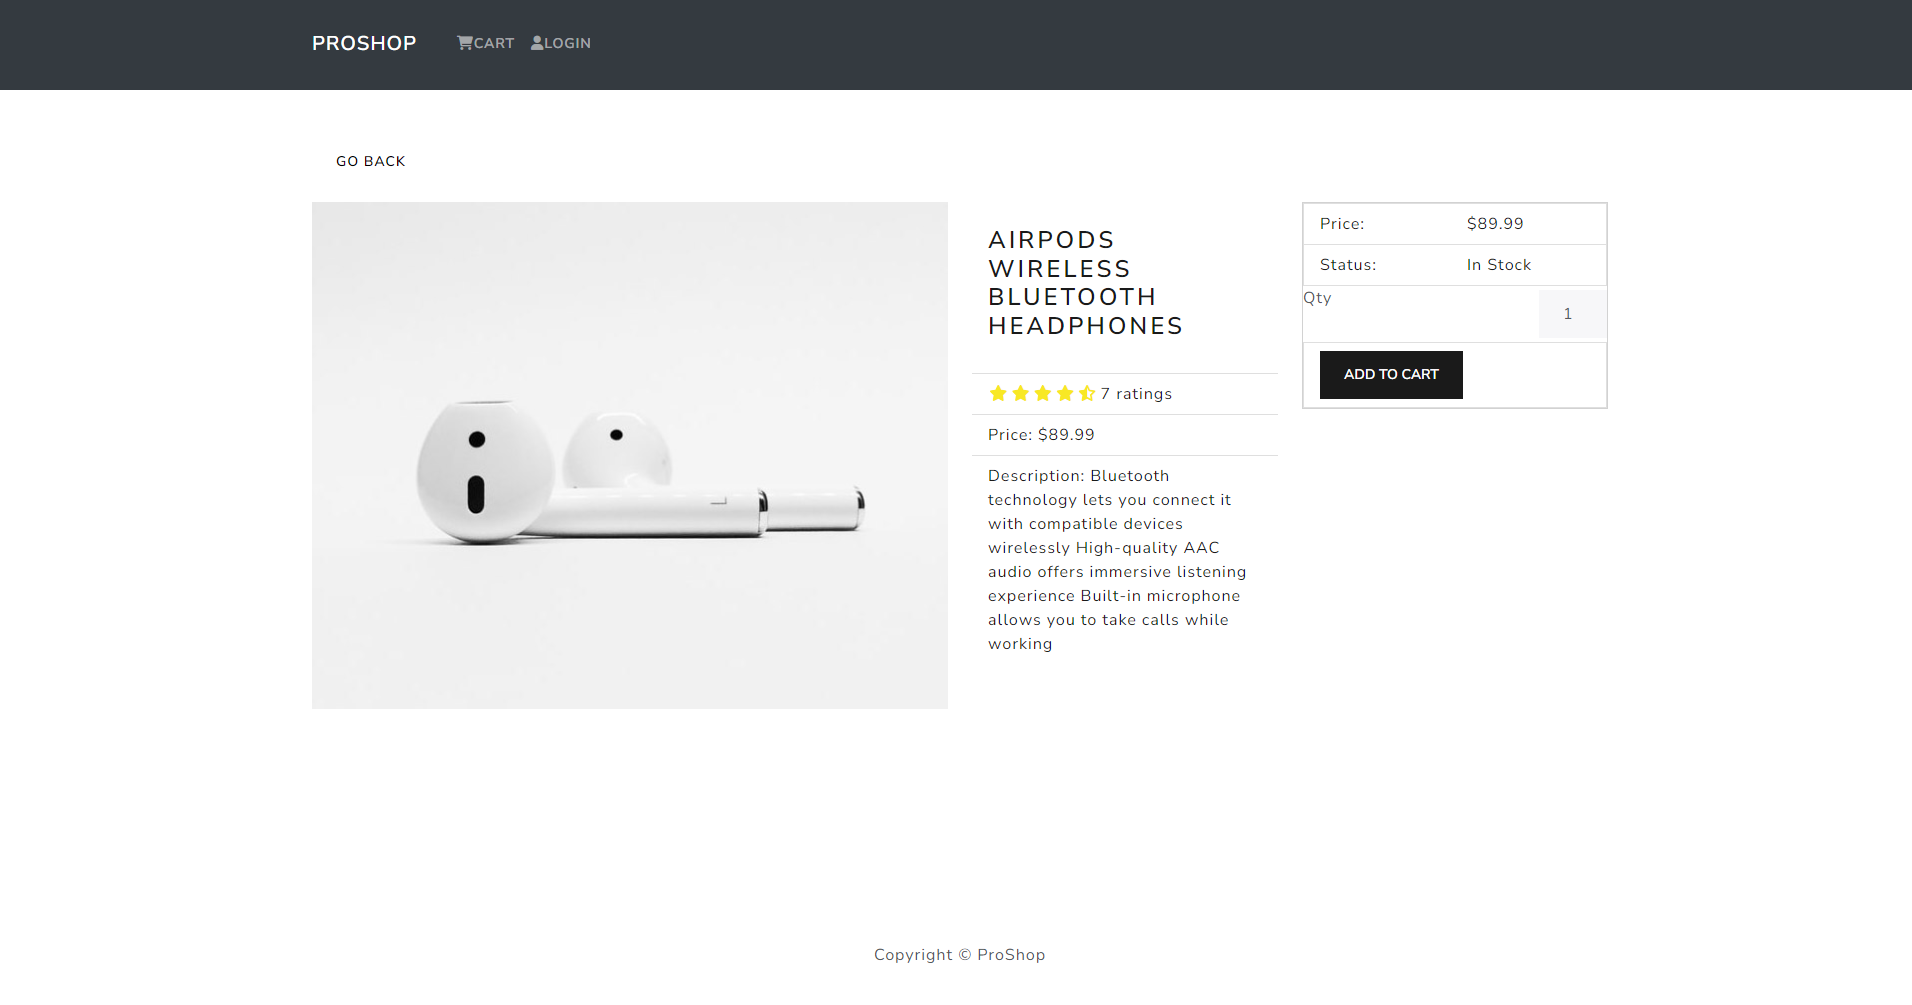 PROSHOP CART LOGIN
GO BACK
AIRPODS
WIRELESS
BLUETOOTH
HEADPHONES
7 ratings
Price: $89.99
Description: Bluetooth
technology lets you connect it
with compatible devices
wirelessly High-quality AAC
audio offers immersive listening
experience Built-in microphone
allows you to take calls while
working
Price: $89.99
Status: In Stock
Qty 1
ADD TO CART
Copyright © ProShop